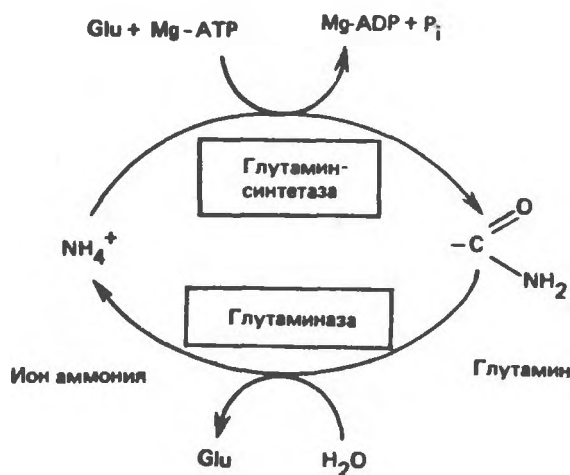 Glu + Mg-ATP
Mg-ADP + Pi
Глутамин-
синтетаза
O
-C
NH4+
NH2
Глутаминаза
Ион аммония
Глутамин
Glu
H2O